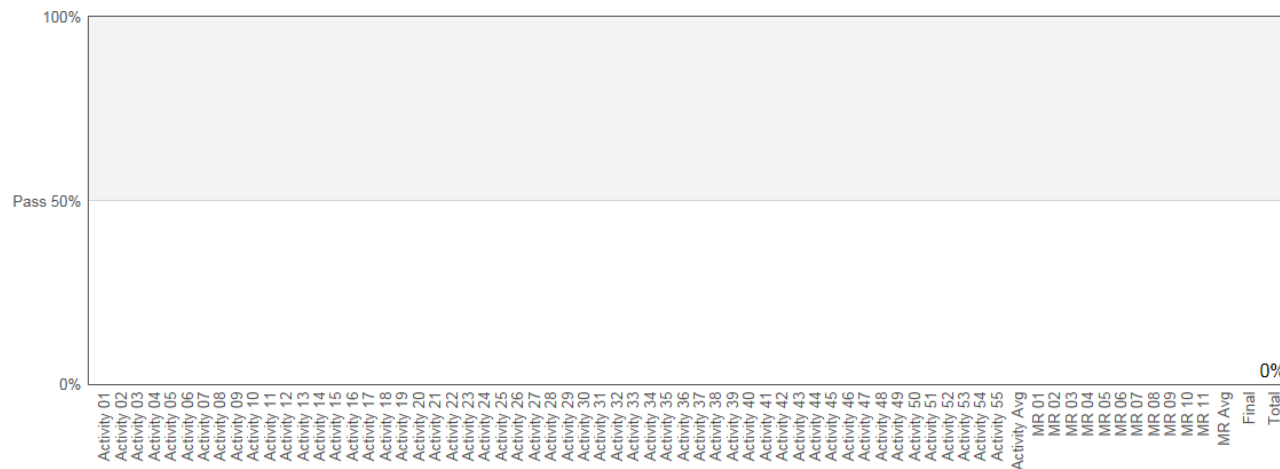 100%
Pass 50%
0%
0%
Activity 01
Activity 02
Activity 03
Activity 04
Activity 05
Activity 06
Activity 07
Activity 08
Activity 09
Activity 10
Activity 11
Activity 12
Activity 13
Activity 14
Activity 15
Activity 16
Activity 17
Activity 18
Activity 19
Activity 20
Activity 21
Activity 22
Activity 23
Activity 24
Activity 25
Activity 26
Activity 27
Activity 28
Activity 29
Activity 30
Activity 31
Activity 32
Activity 33
Activity 34
Activity 35
Activity 36
Activity 37
Activity 38
Activity 39
Activity 40
Activity 41
Activity 42
Activity 43
Activity 44
Activity 45
Activity 46
Activity 47
Activity 48
Activity 49
Activity 50
Activity 51
Activity 52
Activity 53
Activity 54
Activity 55
Activity Avg
MR 01
MR 02
MR 03
MR 04
MR 05
MR 06
MR 07
MR 08
MR 09
MR 10
MR 11
MR Avg
Final
Total